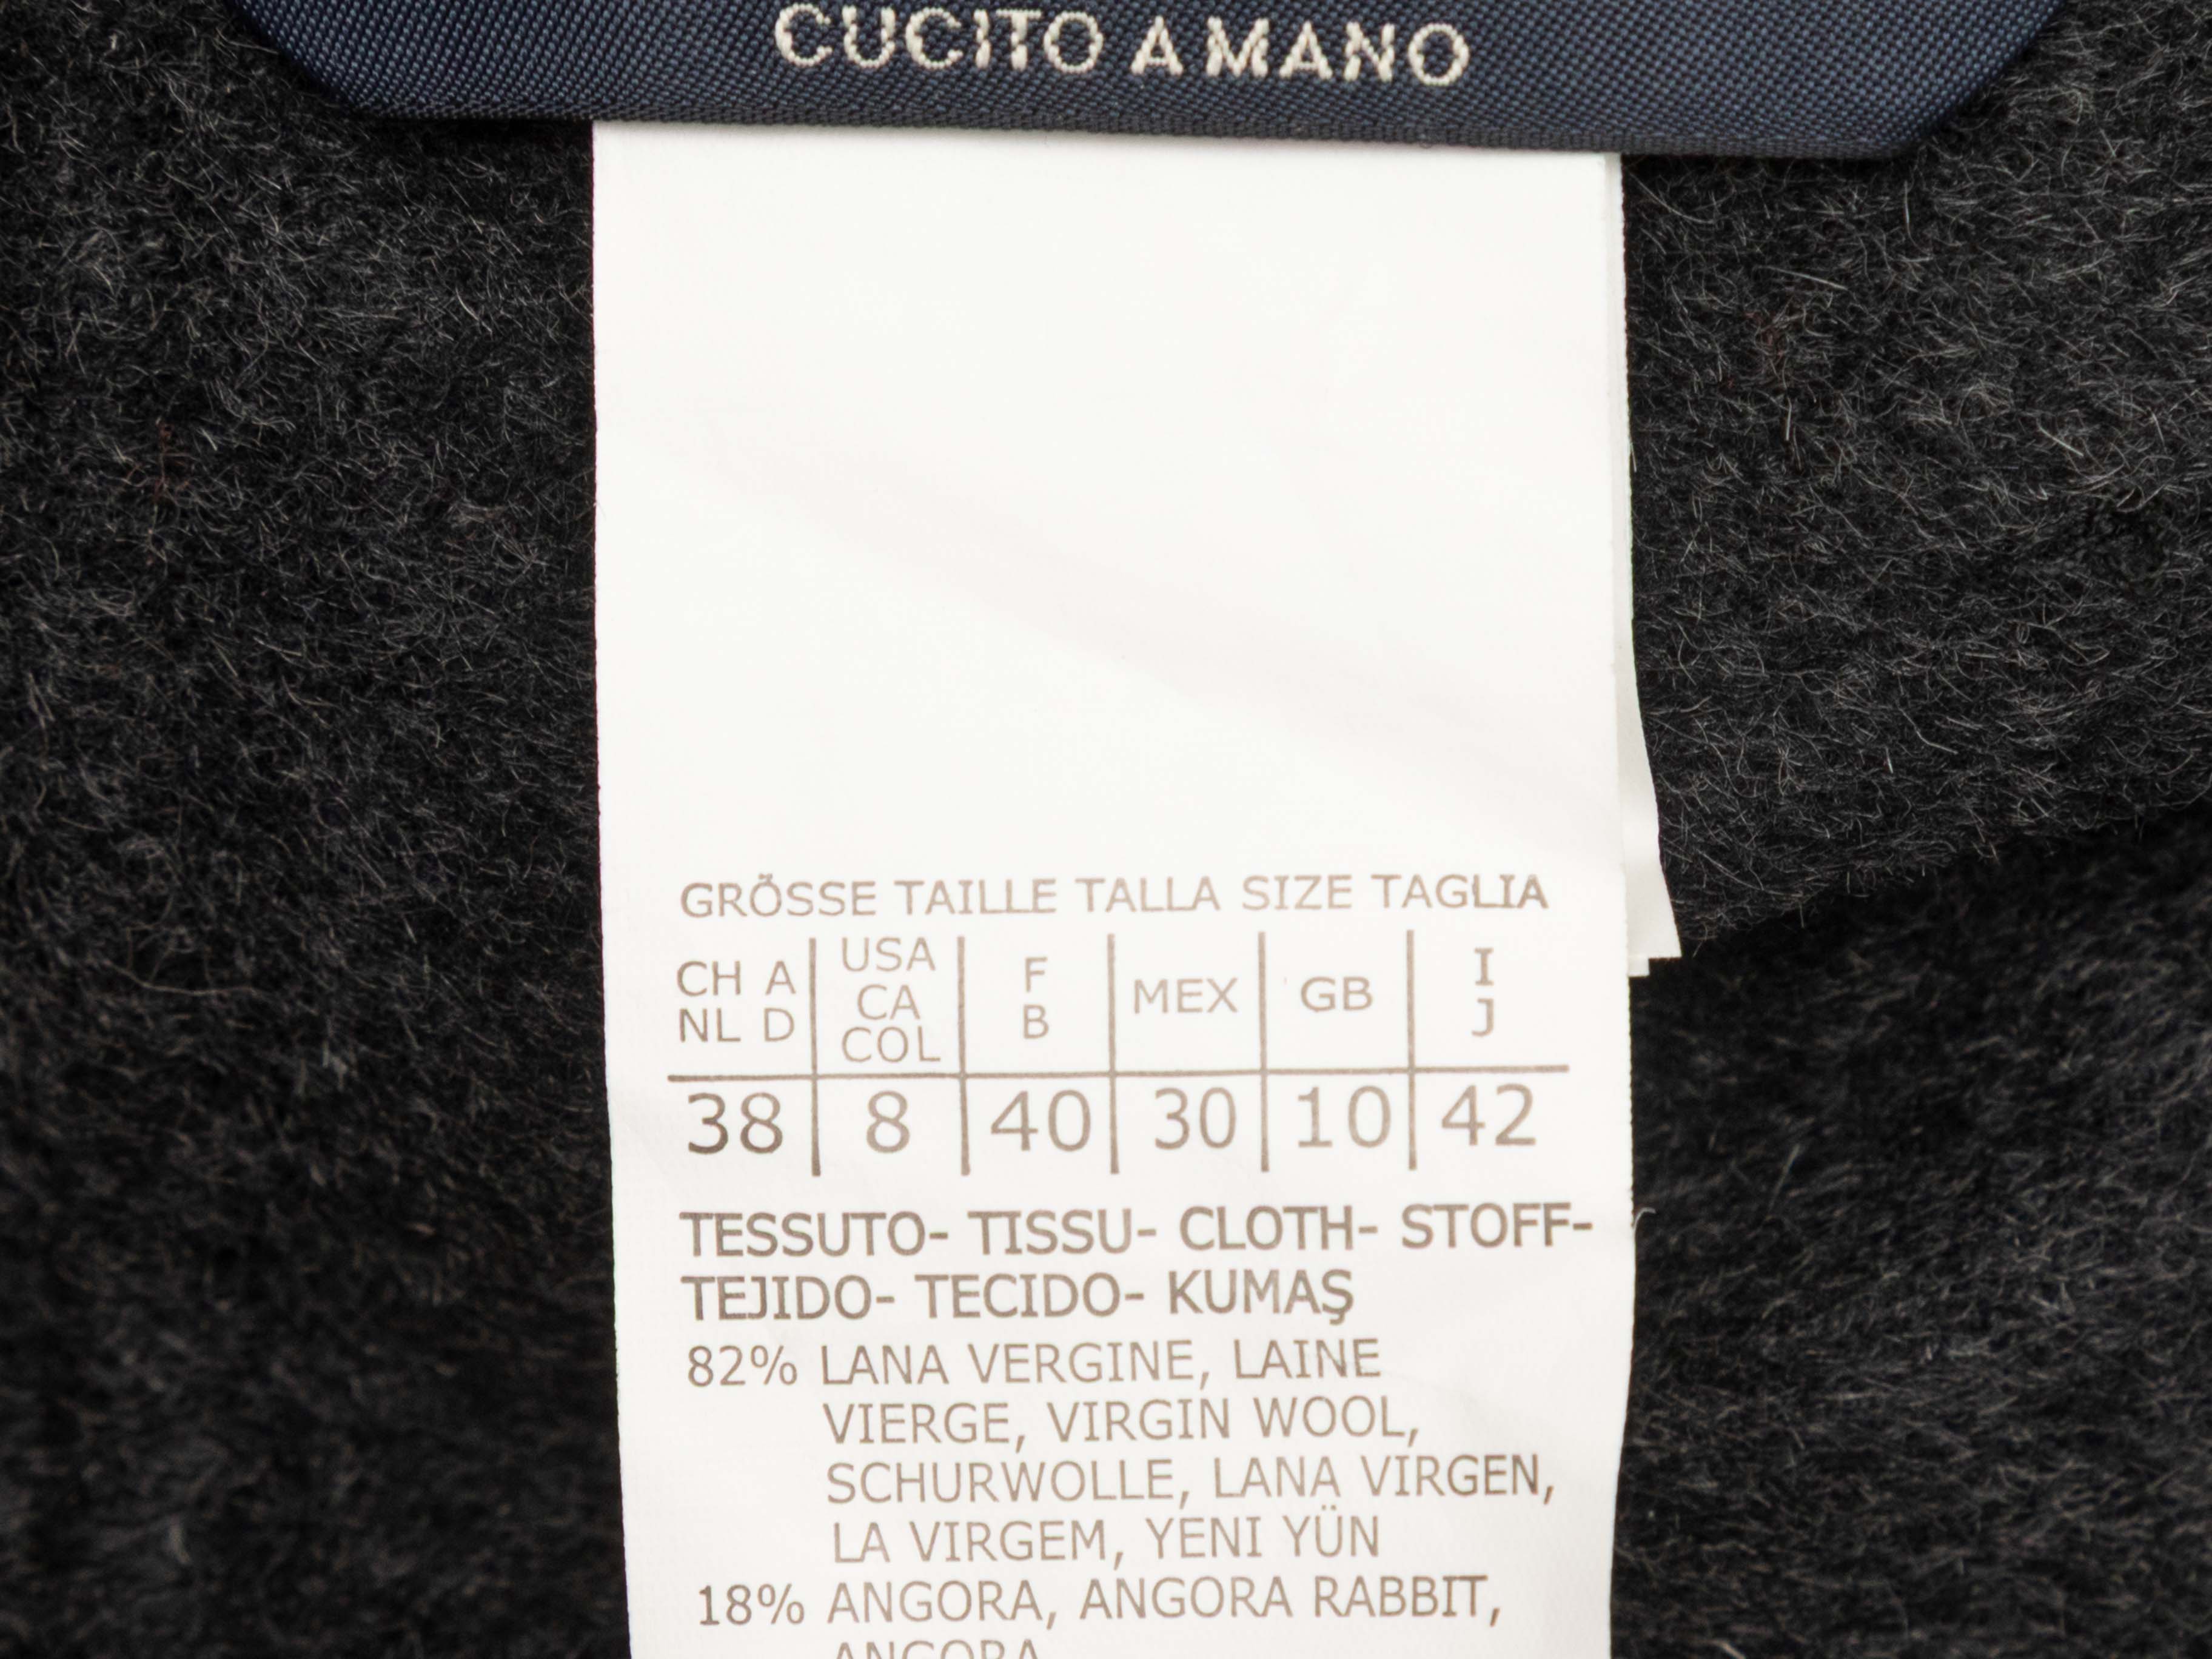 CUCITO A MANO
GRÖSSE TAILLE TALLA SIZE TAGLIA
CH A
NL D
USA
CA
COL
F
B
MEX
GB
I
J
38 8 40 30 10 42
TESSUTO- TISSU- CLOTH- STOFF-
TEJIDO- TECIDO- KUMAŞ
82% LANA VERGINE, LAINE
VIERGE, VIRGIN WOOL,
SCHURWOLLE, LANA VIRGEN,
LA VIRGEM, YENI YÜN
18% ANGORA, ANGORA RABBIT,
ANGORA